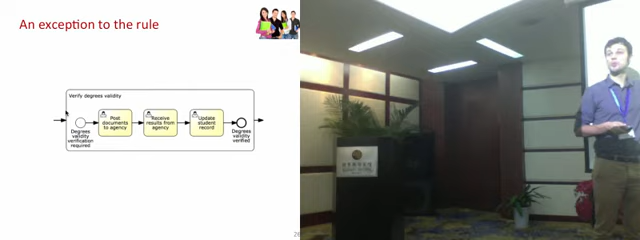 An exception to the rule
Verify degrees validity
Degrees
validity
verification
required
Post
documents
to agency
Receive
results from
agency
Update
student
record
Degrees
validity
verified